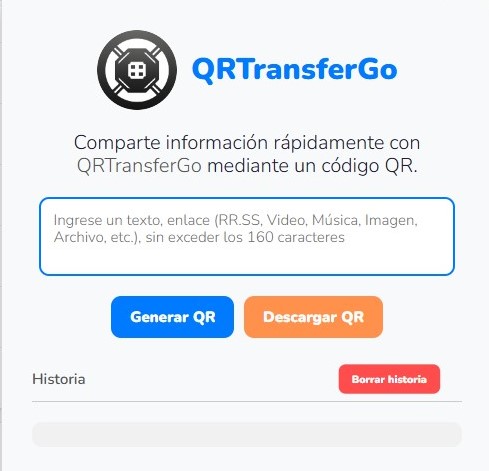 QRTransferGo
Comparte información rápidamente con
QRTransferGo mediante un código QR.
Ingrese un texto, enlace (RR.SS, Video, Música, Imagen,
Archivo, etc.), sin exceder los 160 caracteres
Generar QR Descargar QR
Historia Borrar historia